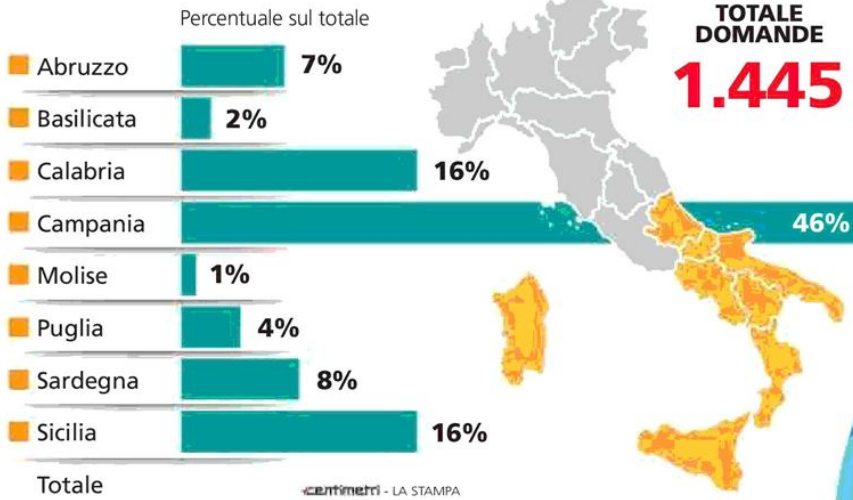 Percentuale sul totale
TOTALE
DOMANDE
1.445
Abruzzo 7%
Basilicata 2%
Calabria 16%
Campania 46%
Molise 1%
Puglia 4%
Sardegna 8%
Sicilia 16%
Totale
centimetri - LA STAMPA